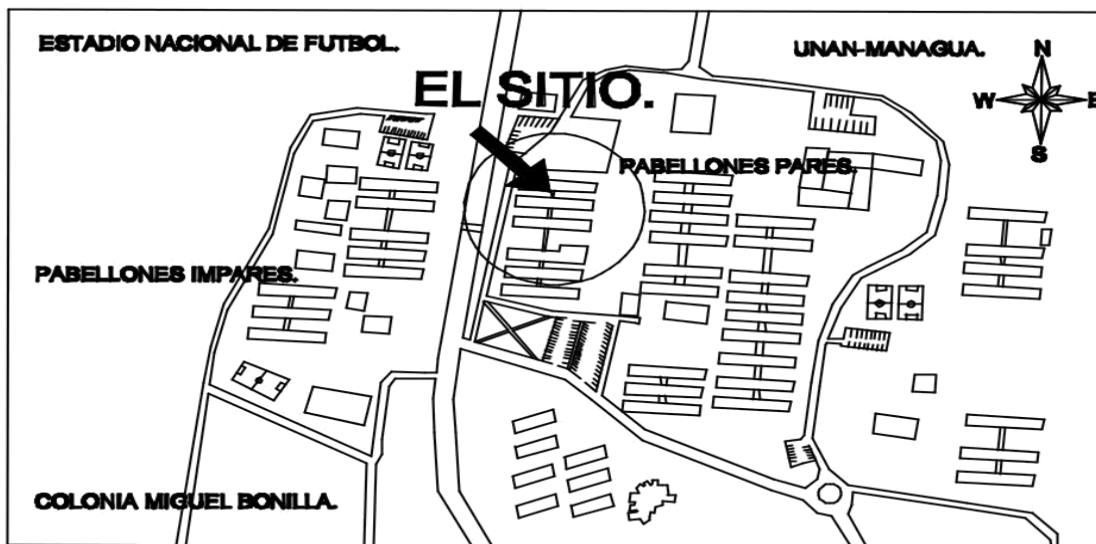 ESTADIO NACIONAL DE FUTBOL.
UNAN-MANAGUA.
N
EL SITIO.
W
E
S
PABELLONES PARES.
PABELLONES IMPARES.
COLONIA MIGUEL BONILLA.